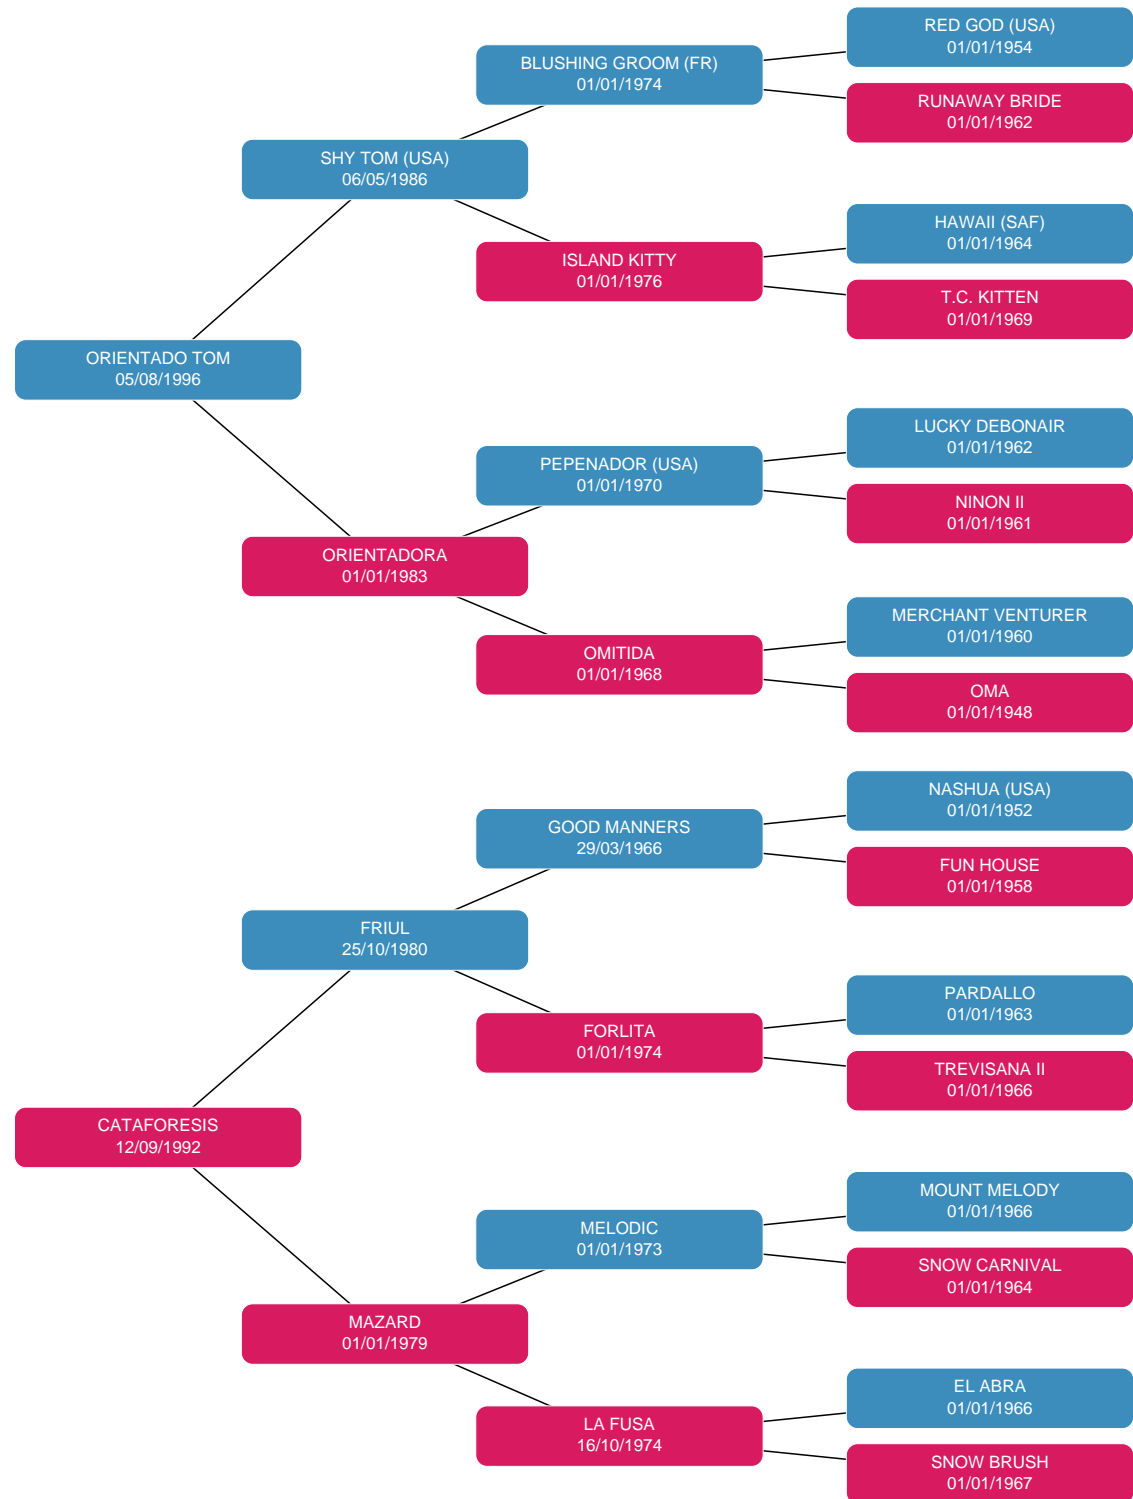 RED GOD (USA)
01/01/1954
BLUSHING GROOM (FR)
01/01/1974
RUNAWAY BRIDE
01/01/1962
SHY TOM (USA)
06/05/1986
HAWAII (SAF)
01/01/1964
ISLAND KITTY
01/01/1976
T.C. KITTEN
01/01/1969
ORIENTADO TOM
05/08/1996
LUCKY DEBONAIR
01/01/1962
PEPENADOR (USA)
01/01/1970
NINON II
01/01/1961
ORIENTADORA
01/01/1983
MERCHANT VENTURER
01/01/1960
OMITIDA
01/01/1968
OMA
01/01/1948
NASHUA (USA)
01/01/1952
GOOD MANNERS
29/03/1966
FUN HOUSE
01/01/1958
FRIUL
25/10/1980
PARDALLO
01/01/1963
FORLITA
01/01/1974
TREVISANA II
01/01/1966
CATAFORESIS
12/09/1992
MOUNT MELODY
01/01/1966
MELODIC
01/01/1973
SNOW CARNIVAL
01/01/1964
MAZARD
01/01/1979
EL ABRA
01/01/1966
LA FUSA
16/10/1974
SNOW BRUSH
01/01/1967